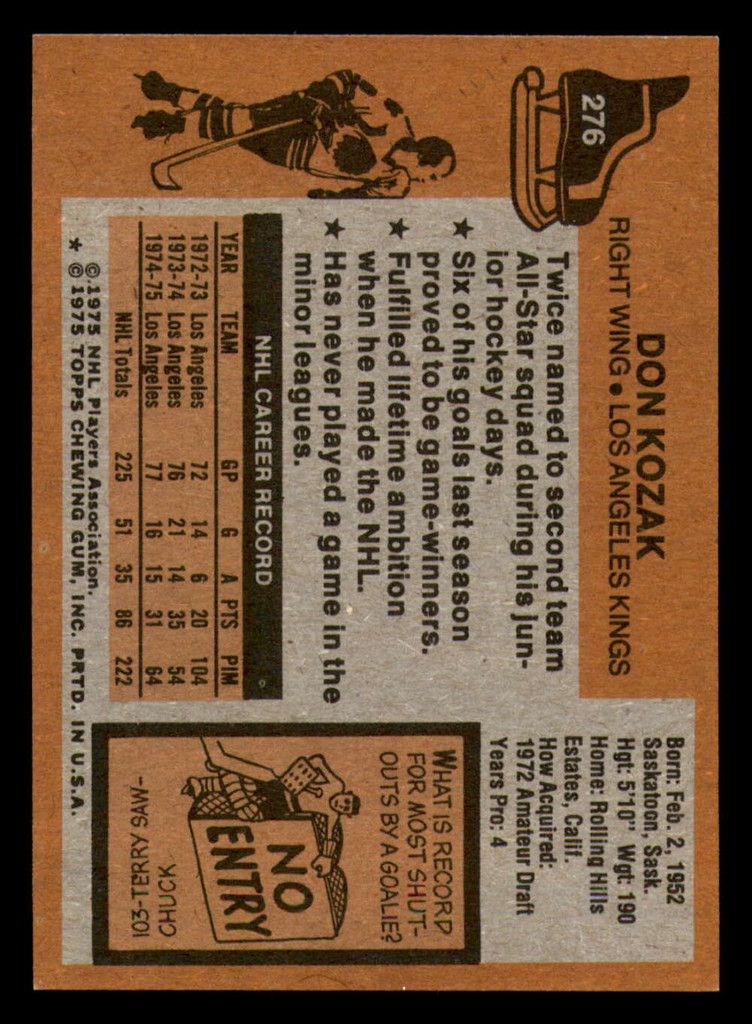 276
DON KOZAK
RIGHT WING • LOS ANGELES KINGS
Twice named to second team
All-Star squad during his jun-
ior hockey days.
★ Six of his goals last season
proved to be game-winners.
★ Fulfilled lifetime ambition
when he made the NHL.
★ Has never played a game in the
minor leagues.
NHL CAREER RECORD
YEAR TEAM GP G A PTS PIM
1972-73 Los Angeles 72 14 6 20 104
1973-74 Los Angeles 76 21 14 35 54
1974-75 Los Angeles 77 16 15 31 64
NHL Totals 225 51 35 86 222
© 1975 NHL Players Association.
★ © 1975 TOPPS CHEWING GUM, INC. PRTD. IN U.S.A.
Born: Feb. 2, 1952
Saskatoon, Sask.
Hgt: 5'10" Wgt: 190
Home: Rolling Hills
Estates, Calif.
How Acquired:
1972 Amateur Draft
Years Pro: 4
WHAT IS RECORD
FOR MOST SHUT-
OUTS BY A GOALIE?
NO
ENTRY
103-TERRY SAW-
CHUCK